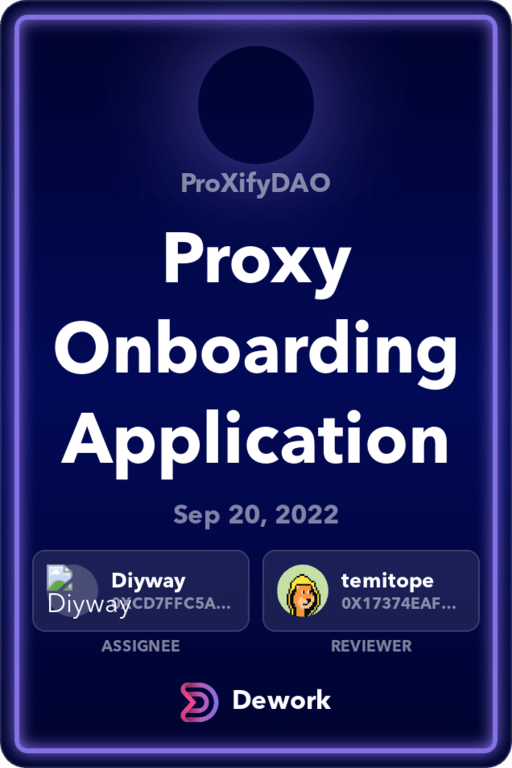 ProXifyDAO
Proxy
Onboarding
Application
Sep 20, 2022
Diyway
Diyway
temitope
0X17374EAF...
ASSIGNEE
REVIEWER
Dework